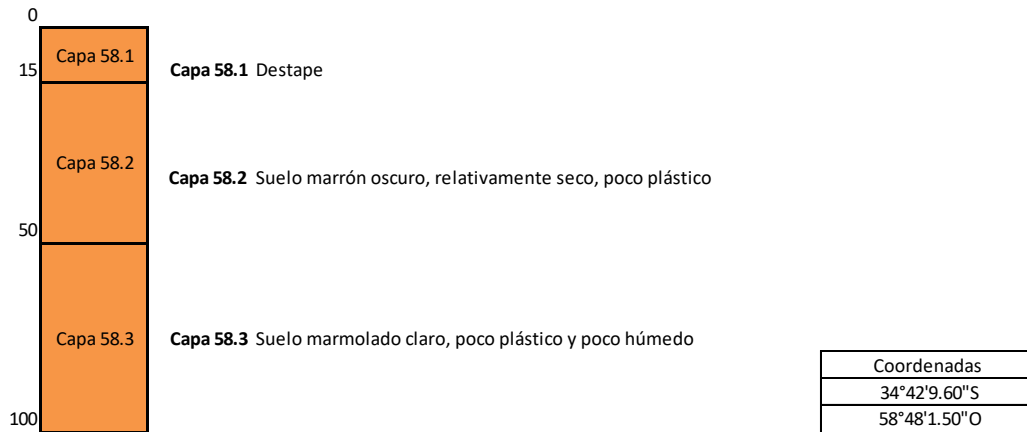 0
Capa 58.1
15
Capa 58.1 Destape
Capa 58.2
Capa 58.2 Suelo marrón oscuro, relativamente seco, poco plástico
50
Capa 58.3
Capa 58.3 Suelo marmolado claro, poco plástico y poco húmedo
100
Coordenadas
34°42'9.60"S
58°48'1.50"O